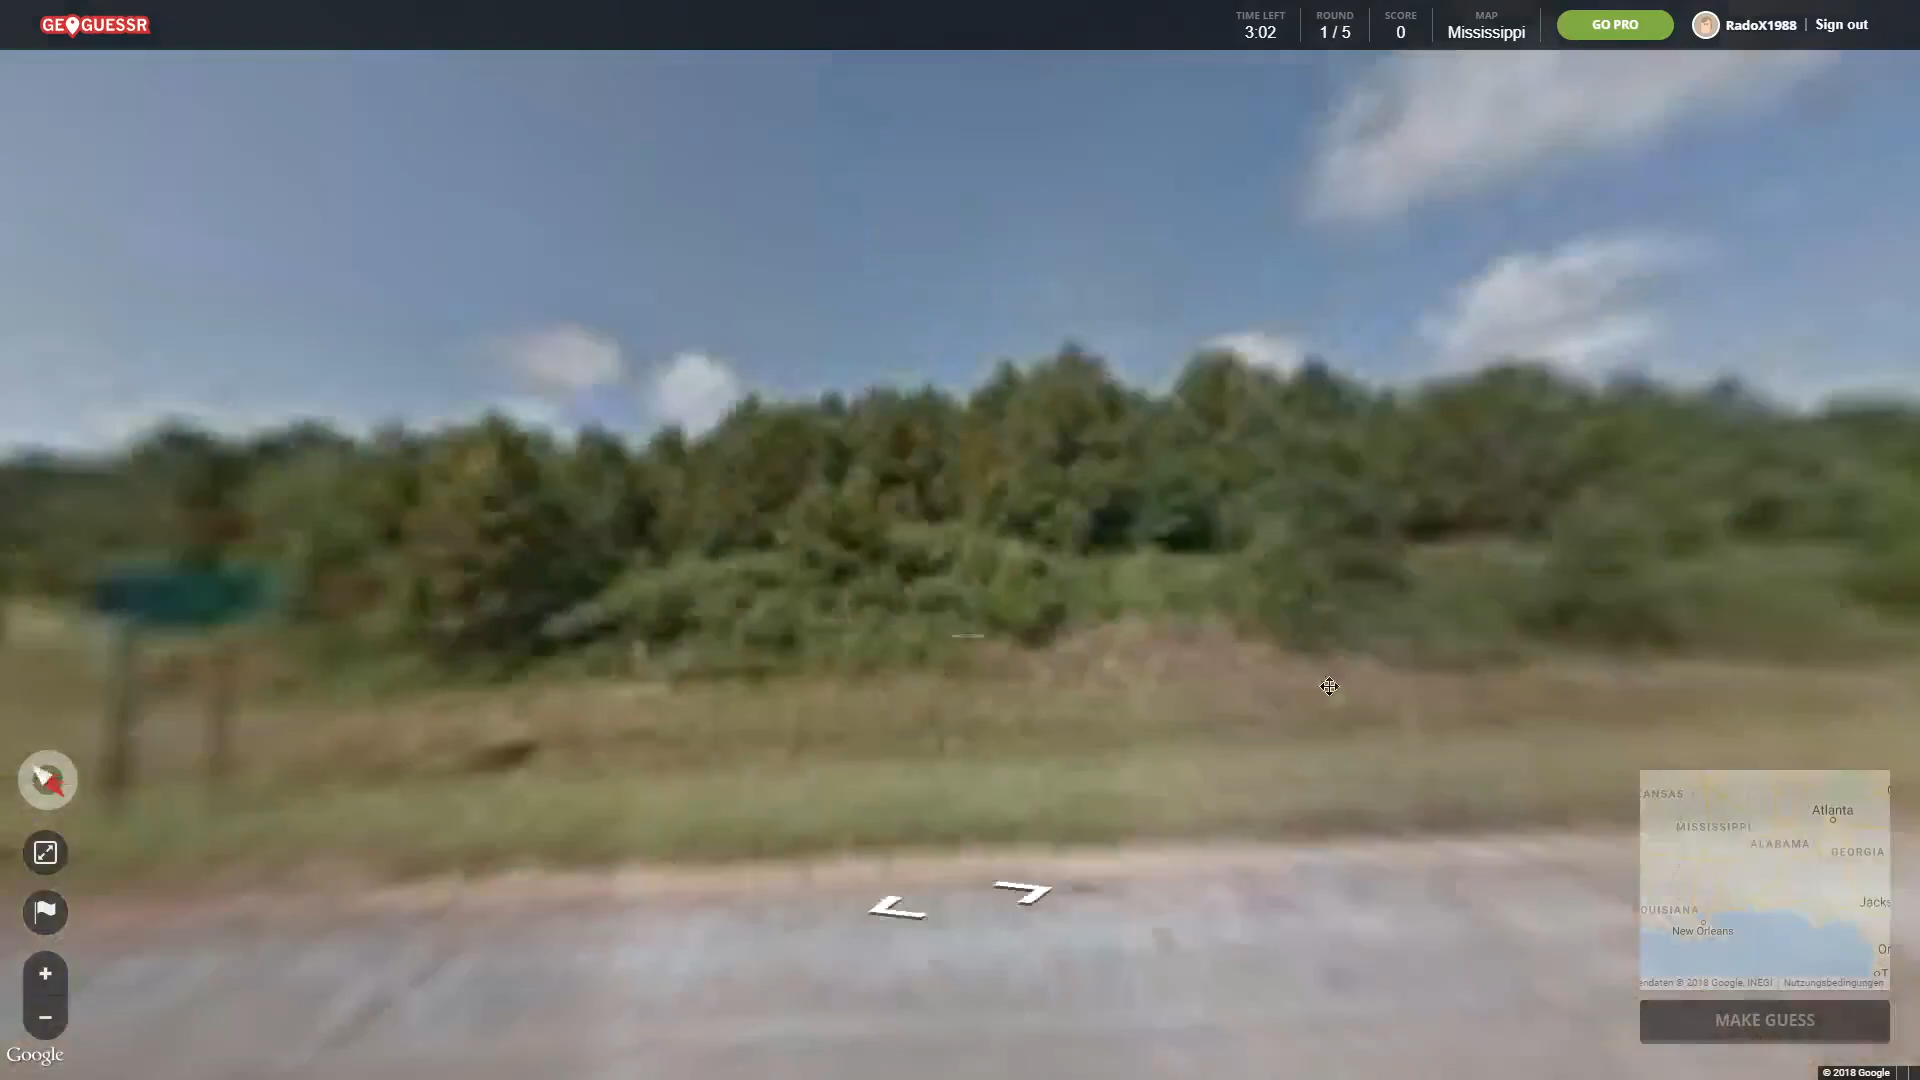 GEOGUESSR
TIME LEFT
3:02
ROUND
1 / 5
SCORE
0
MAP
Mississippi
GO PRO
RadoX1988
Sign out
ANSAS
Atlanta
MISSISSIPPI
ALABAMA
GEORGIA
Jacks
OUISIANA
New Orleans
Or
T
endaten © 2018 Google, INEGI
Nutzungsbedingungen
MAKE GUESS
Google
© 2018 Google